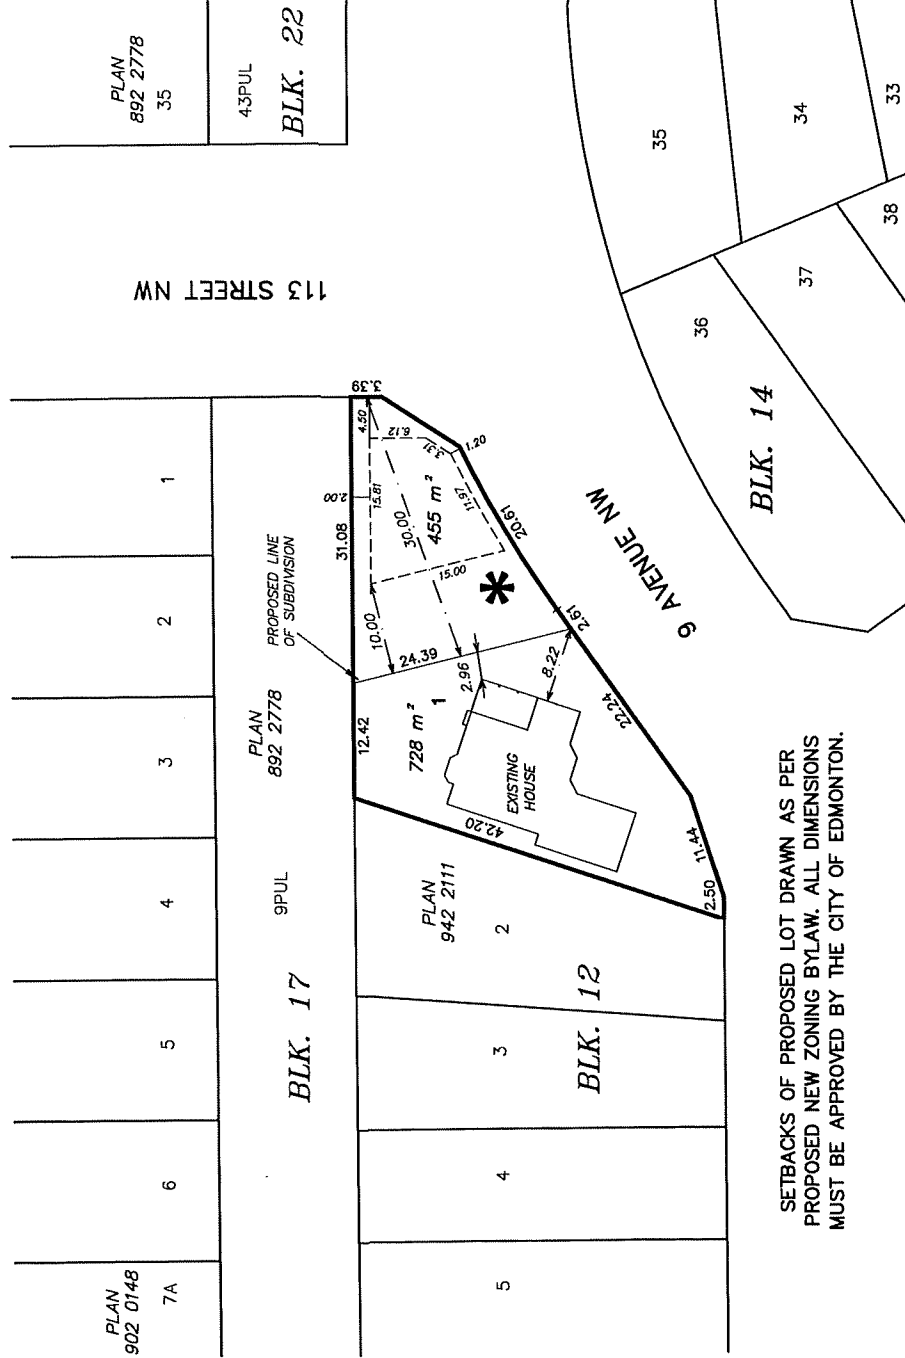 PLAN
892 2778
35
43PUL
BLK. 22
113 STREET NW
35
34
33
38
37
36
BLK. 14
9 AVENUE NW
1
2
3
4
5
6
7A
PLAN
902 0148
PROPOSED LINE
OF SUBDIVISION
PLAN
892 2778
9PUL
BLK. 17
31.08
3.39
4.50
6.12
3.31
1.20
2.00
15.81
30.00
455 m²
11.97
20.61
15.00
*
10.00
24.39
2.96
2.61
8.22
12.42
728 m²
1
22.24
EXISTING
HOUSE
42.20
11.44
2.50
PLAN
942 2111
2
BLK. 12
3
4
5
SETBACKS OF PROPOSED LOT DRAWN AS PER
PROPOSED NEW ZONING BYLAW. ALL DIMENSIONS
MUST BE APPROVED BY THE CITY OF EDMONTON.